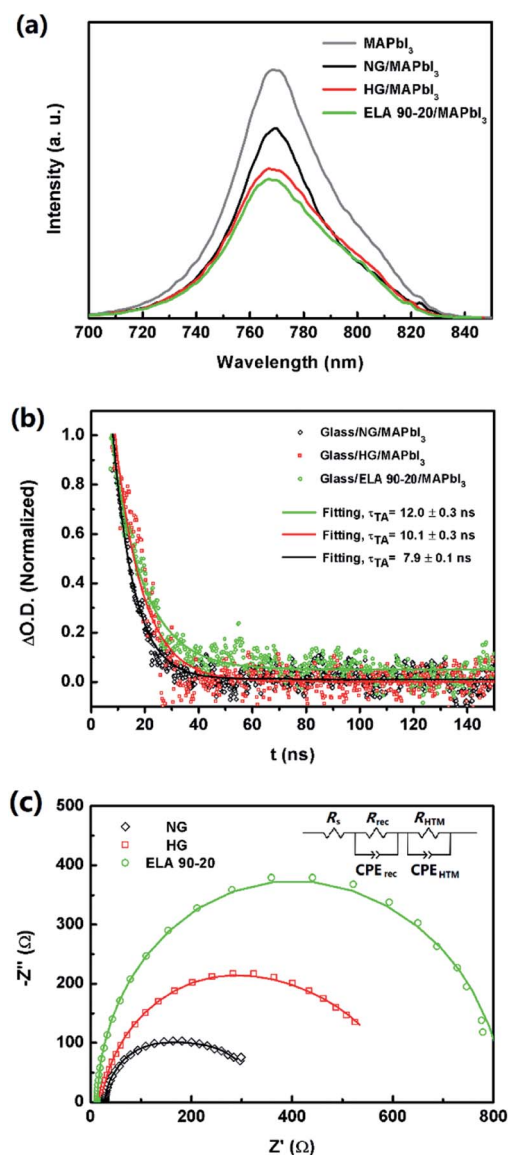 (a)
MAPbI₃
NG/MAPbI₃
HG/MAPbI₃
ELA 90-20/MAPbI₃
Intensity (a. u.)
700 720 740 760 780 800 820 840
Wavelength (nm)
(b)
Glass/NG/MAPbI₃
Glass/HG/MAPbI₃
Glass/ELA 90-20/MAPbI₃
Fitting, τTA= 12.0 ± 0.3 ns
Fitting, τTA= 10.1 ± 0.3 ns
Fitting, τTA= 7.9 ± 0.1 ns
ΔO.D. (Normalized)
1.0
0.8
0.6
0.4
0.2
0.0
0 20 40 60 80 100 120 140
t (ns)
(c)
NG
HG
ELA 90-20
Rs Rrec RHTM
CPErec CPEHTM
-Z'' (Ω)
500
400
300
200
100
0
0 100 200 300 400 500 600 700 800
Z' (Ω)